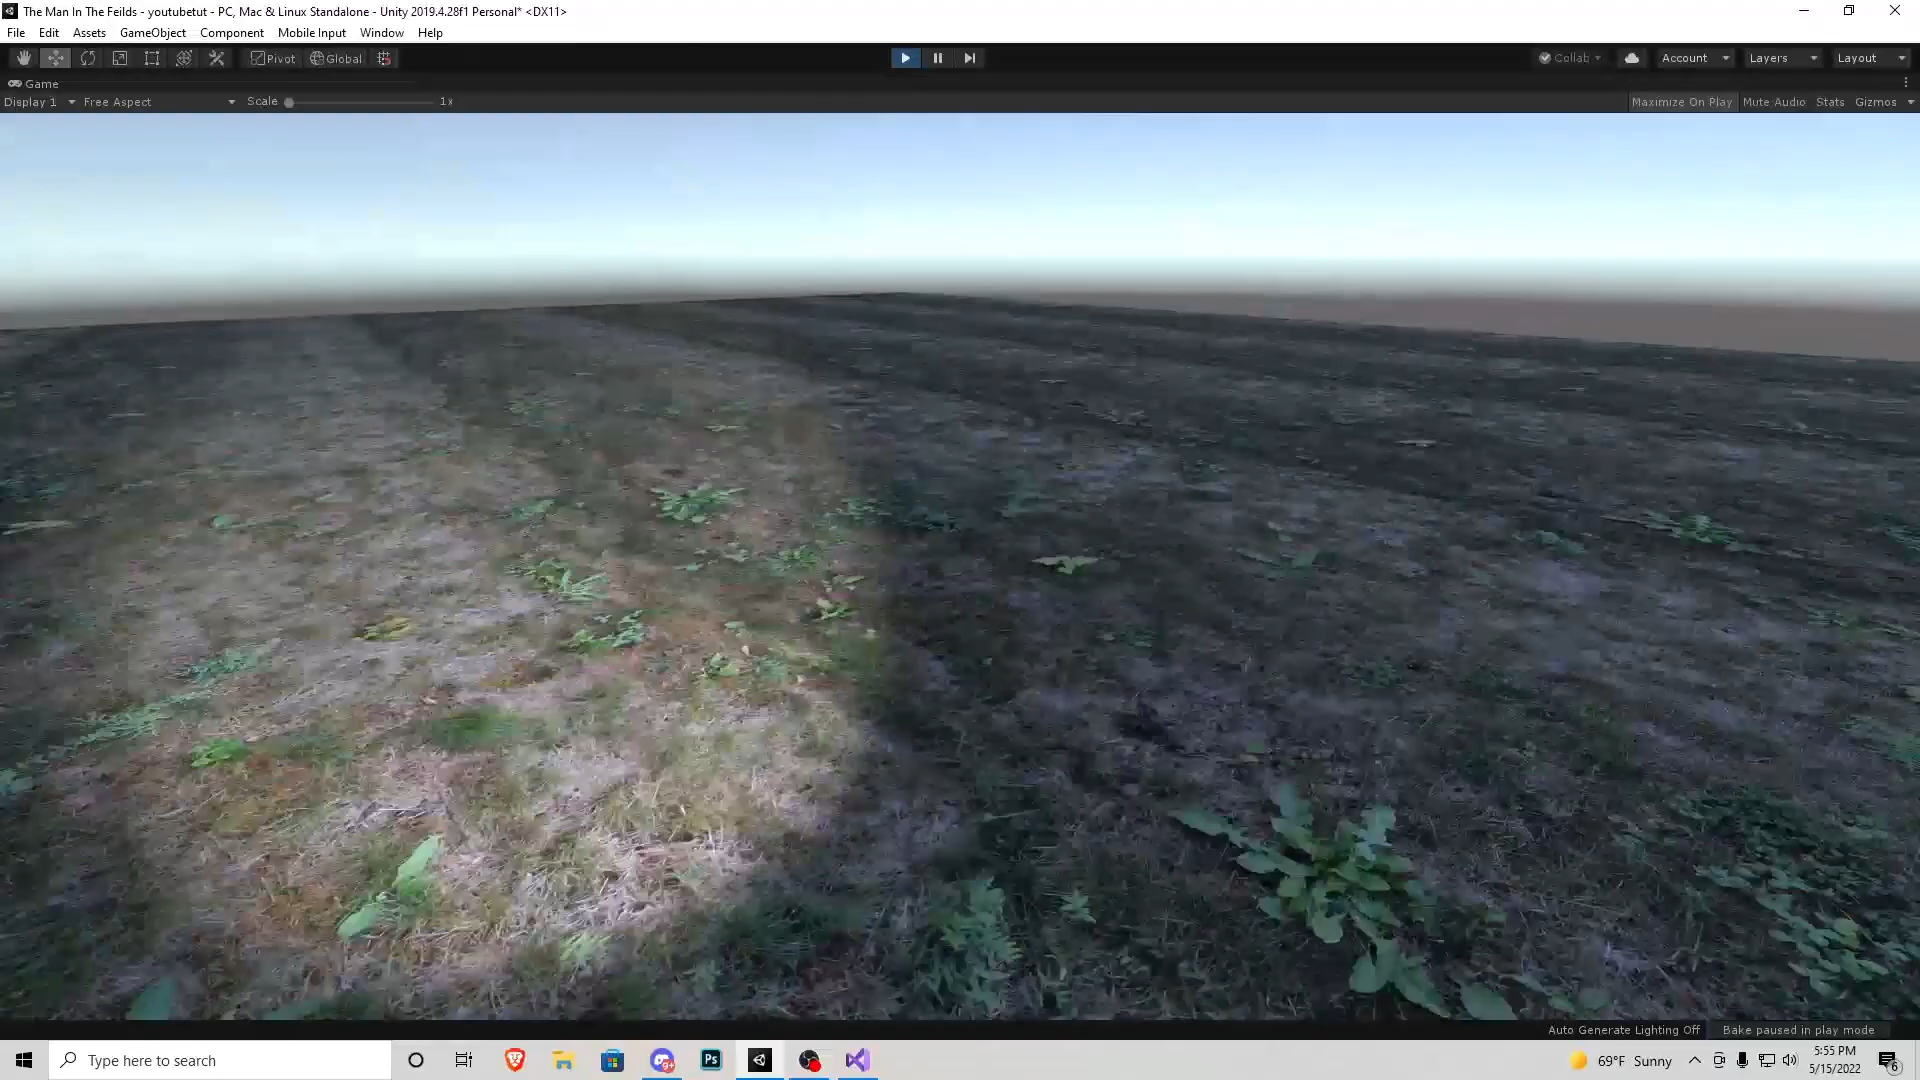 The Man In The Feilds - youtubetut - PC, Mac & Linux Standalone - Unity 2019.4.28f1 Personal* <DX11>
File Edit Assets GameObject Component Mobile Input Window Help
Pivot Global Collab Account Layers Layout
Game
Display 1 Free Aspect Scale 1x Maximize On Play Mute Audio Stats Gizmos
Auto Generate Lighting Off Bake paused in play mode
Type here to search Ps 69°F Sunny 5:55 PM
5/15/2022 6